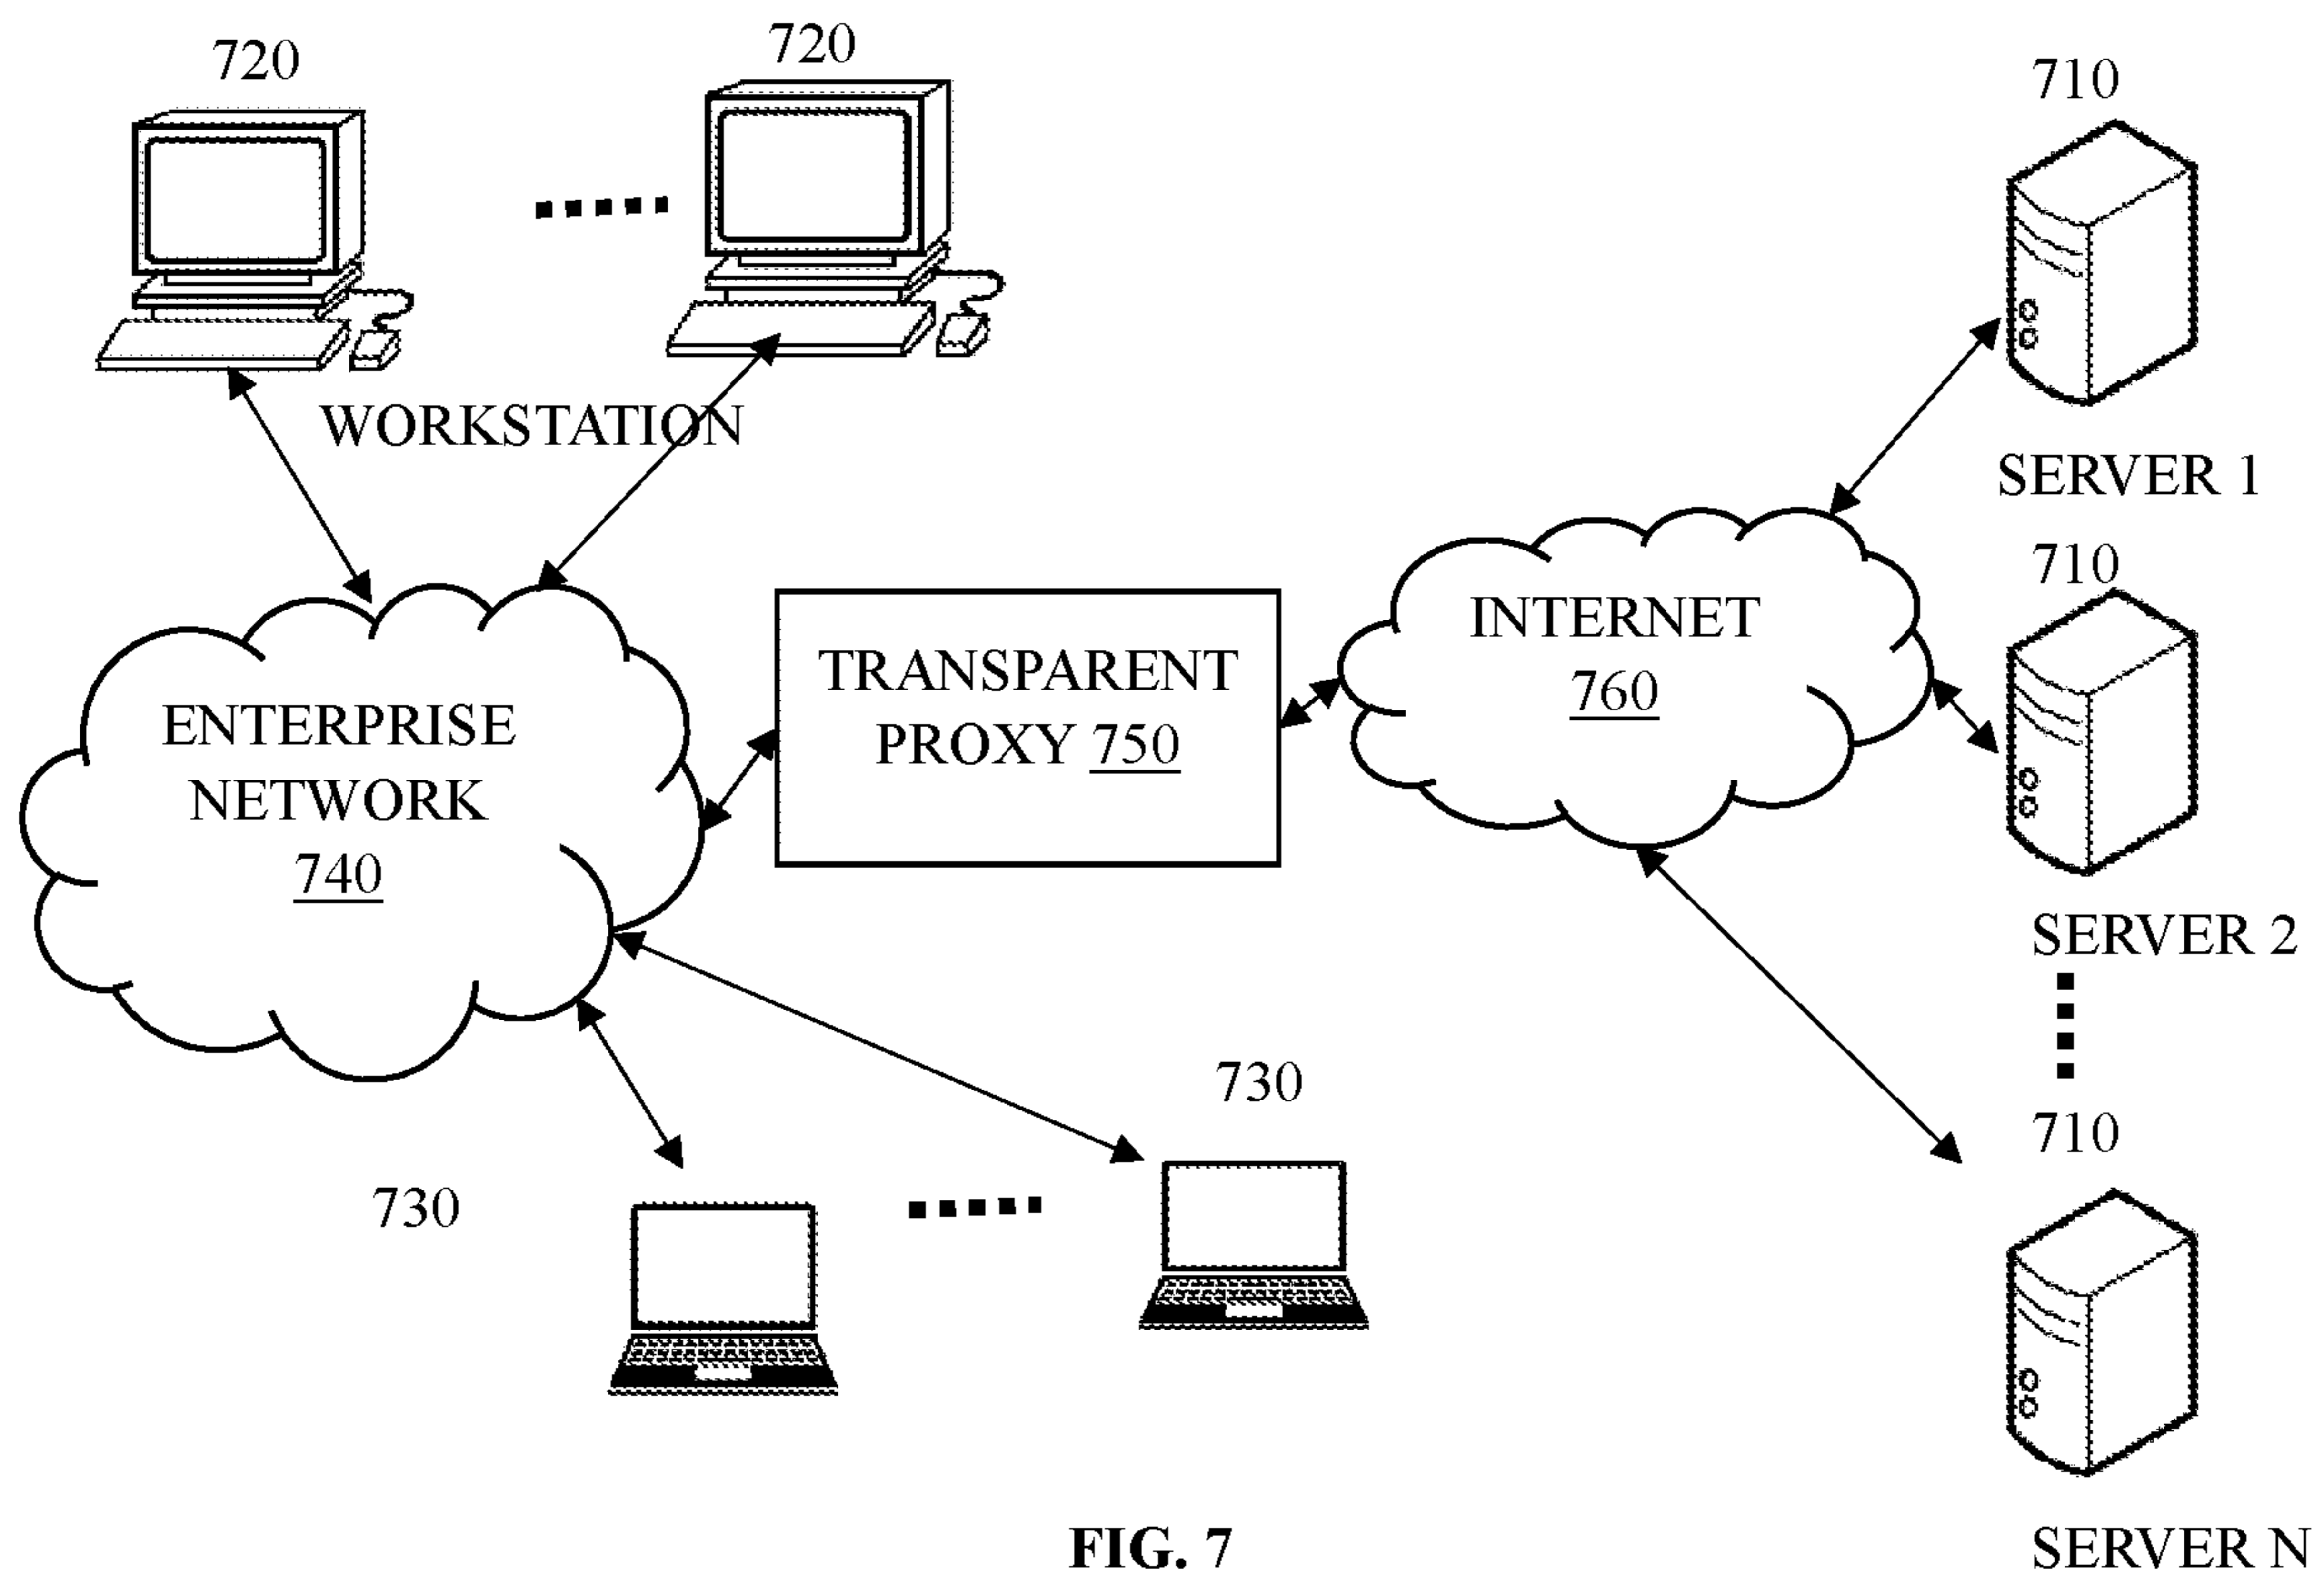 720
720
710
WORKSTATION
SERVER 1
710
INTERNET
760
TRANSPARENT
PROXY 750
ENTERPRISE
NETWORK
740
SERVER 2
730
710
730
FIG. 7
SERVER N